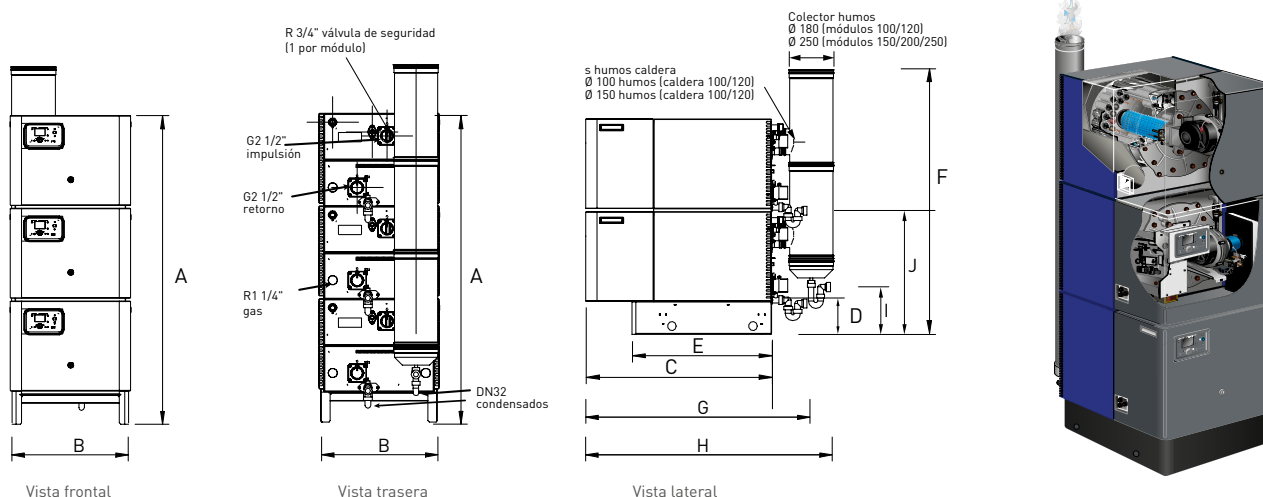 R 3/4" válvula de seguridad
(1 por módulo)
G2 1/2"
impulsión
G2 1/2"
retorno
R1 1/4"
gas
DN32
condensados
A
B
Vista frontal
A
B
Vista trasera
Colector humos
Ø 180 (módulos 100/120)
Ø 250 (módulos 150/200/250)
s humos caldera
Ø 100 humos (caldera 100/120)
Ø 150 humos (caldera 100/120)
F
J
D
I
E
C
G
H
Vista lateral